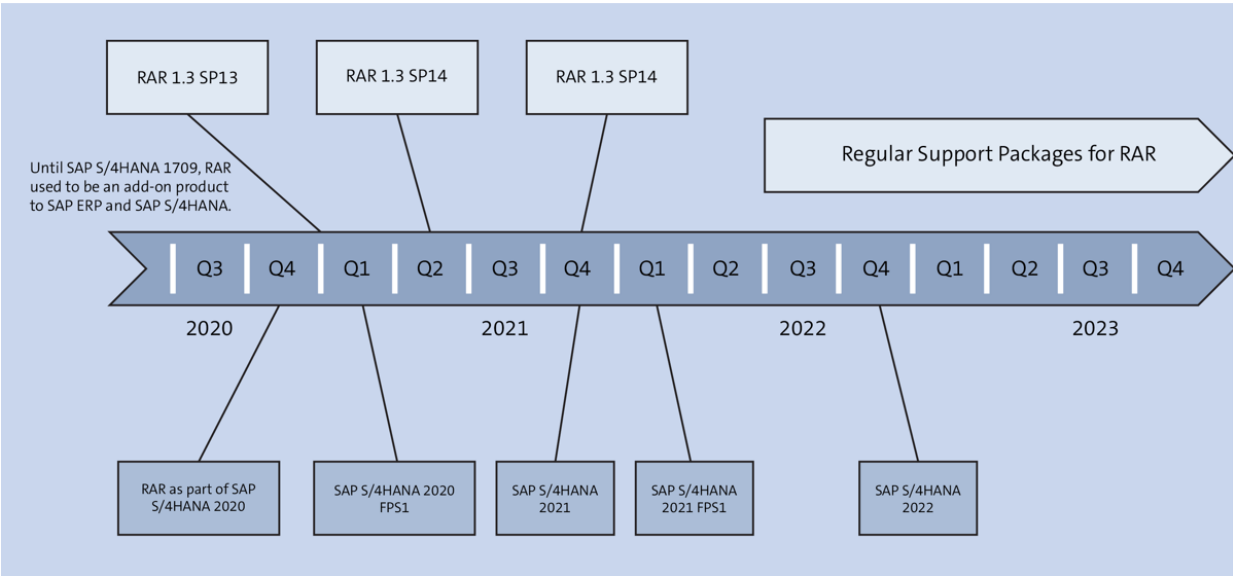 RAR 1.3 SP13
RAR 1.3 SP14
RAR 1.3 SP14
Until SAP S/4HANA 1709, RAR
used to be an add-on product
to SAP ERP and SAP S/4HANA.
Regular Support Packages for RAR
Q3 Q4 Q1 Q2 Q3 Q4 Q1 Q2 Q3 Q4 Q1 Q2 Q3 Q4
2020 2021 2022 2023
RAR as part of SAP
S/4HANA 2020
SAP S/4HANA 2020
FPS1
SAP S/4HANA
2021
SAP S/4HANA
2021 FPS1
SAP S/4HANA
2022